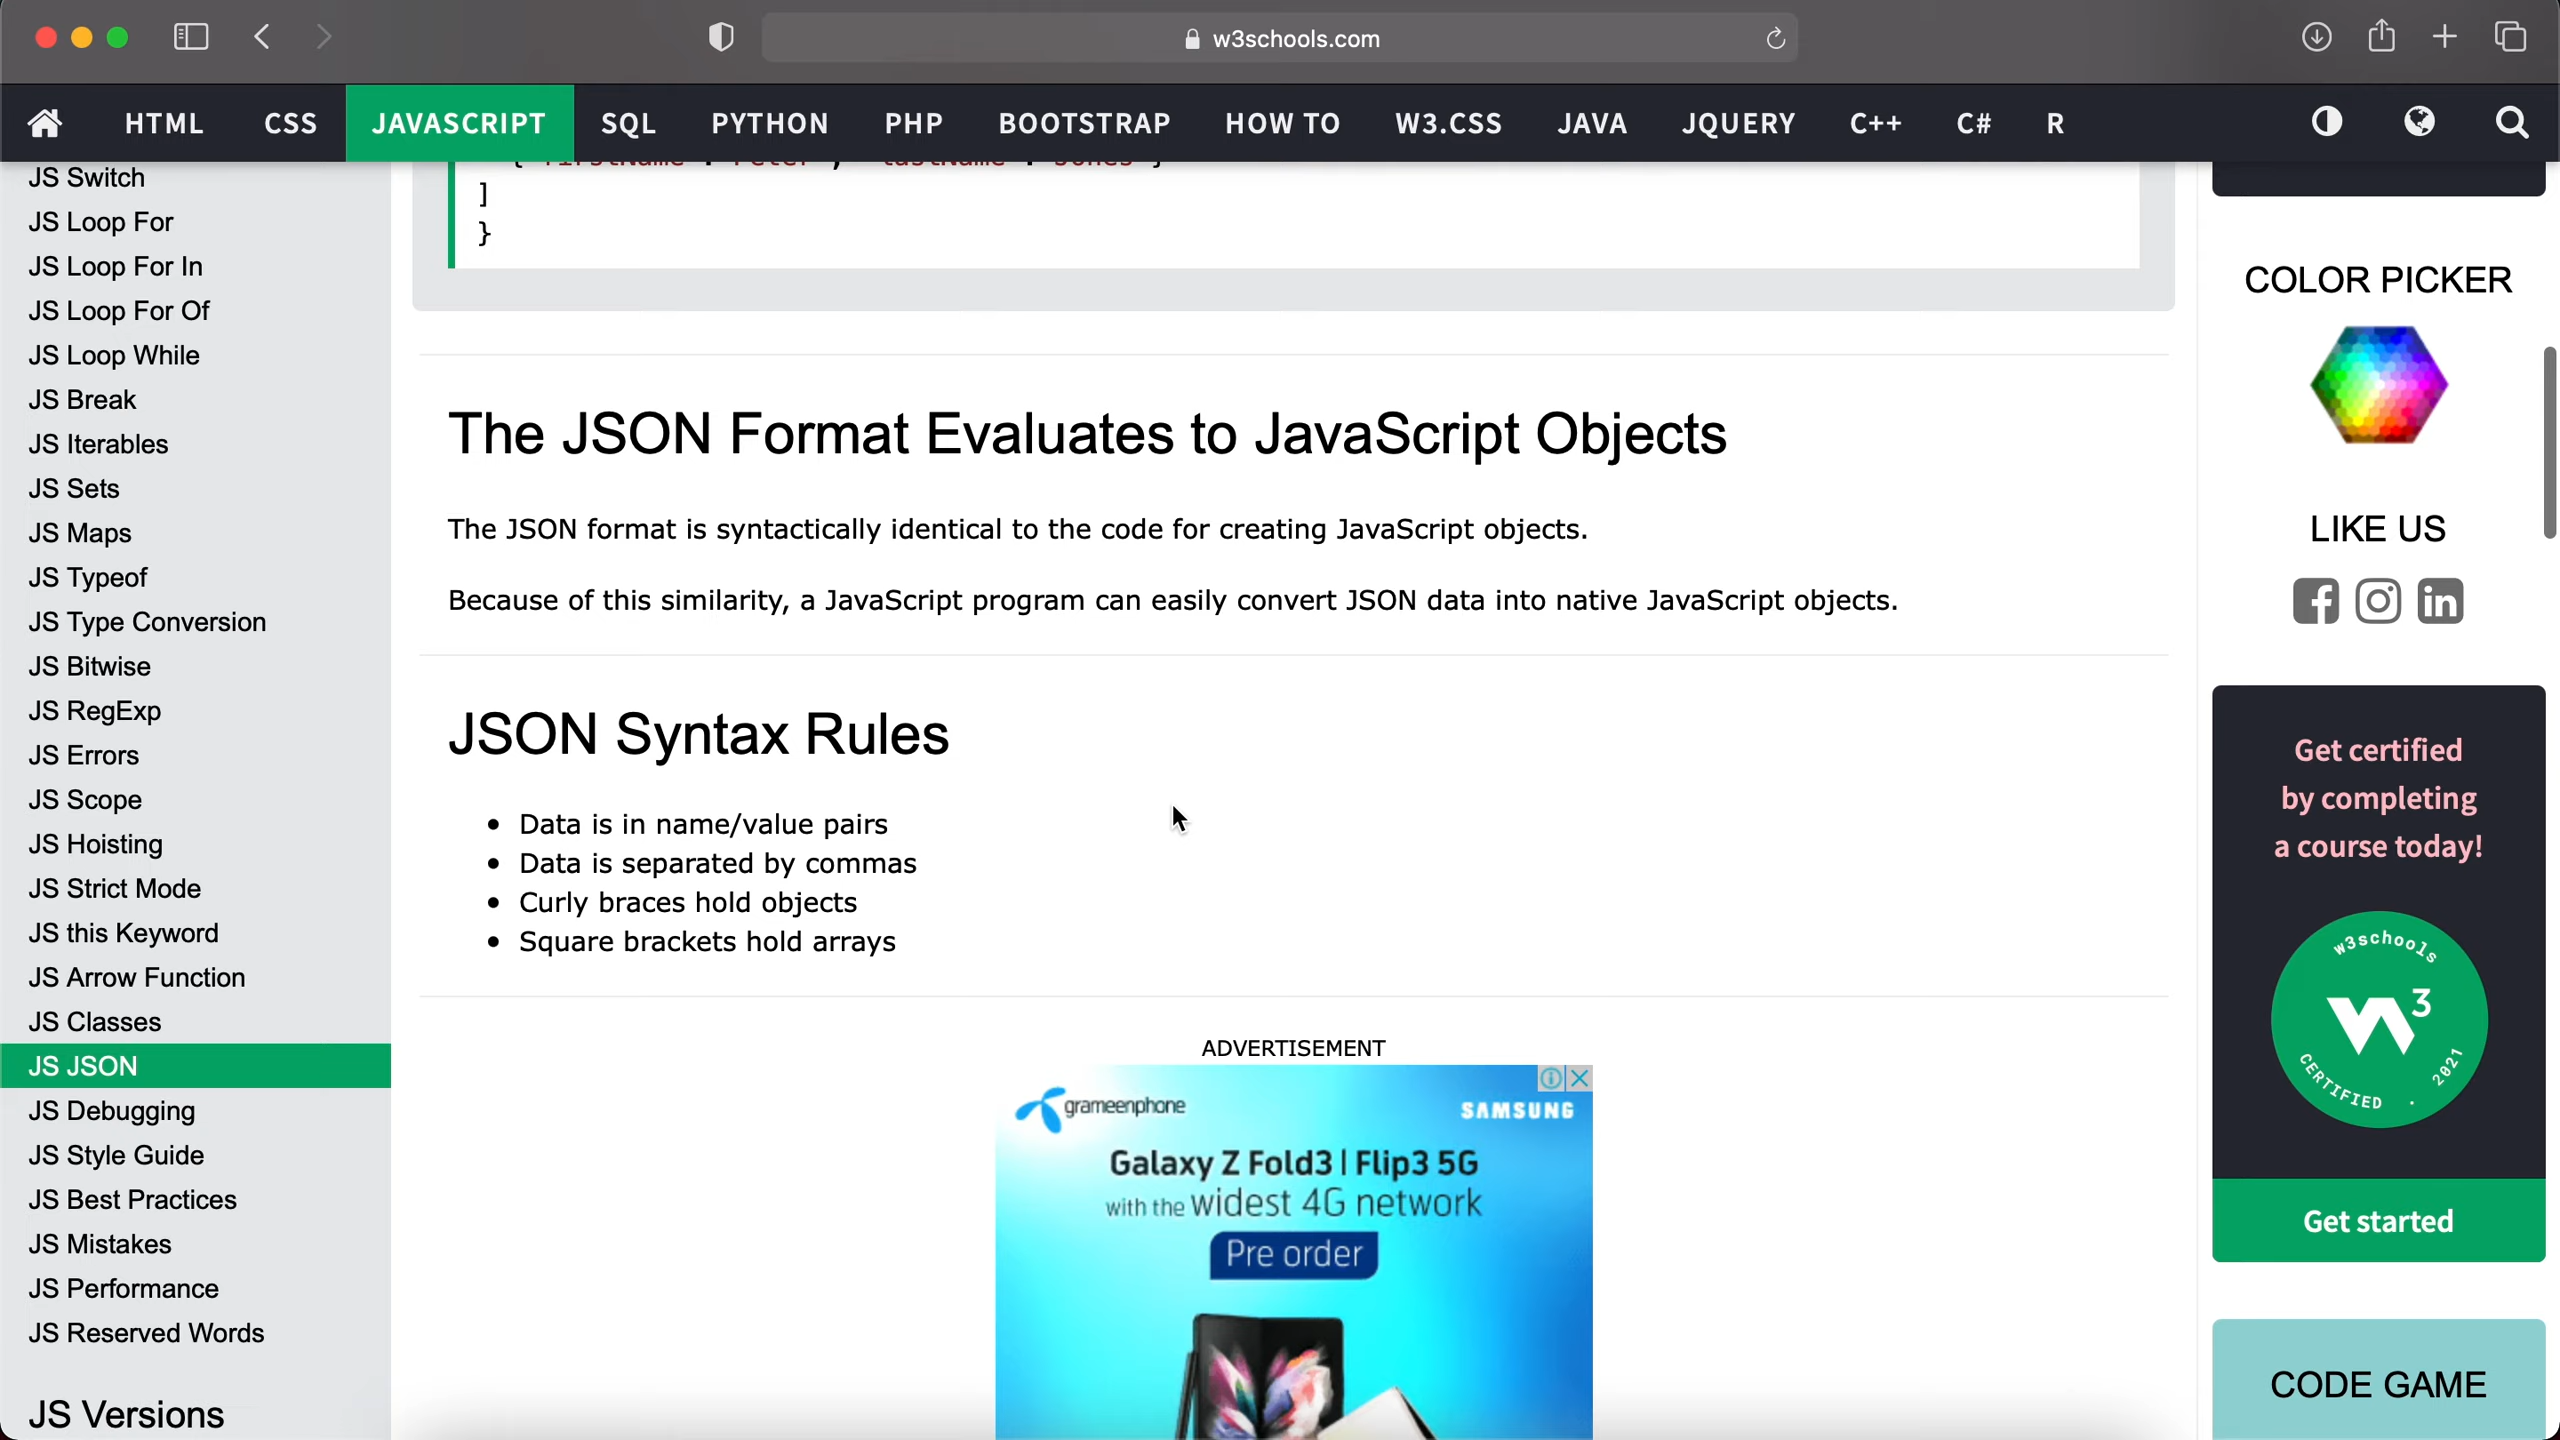 w3schools.com
HTML CSS JAVASCRIPT SQL PYTHON PHP BOOTSTRAP HOW TO W3.CSS JAVA JQUERY C++ C# R
JS Switch
JS Loop For
JS Loop For In
JS Loop For Of
JS Loop While
JS Break
JS Iterables
JS Sets
JS Maps
JS Typeof
JS Type Conversion
JS Bitwise
JS RegExp
JS Errors
JS Scope
JS Hoisting
JS Strict Mode
JS this Keyword
JS Arrow Function
JS Classes
JS JSON
JS Debugging
JS Style Guide
JS Best Practices
JS Mistakes
JS Performance
JS Reserved Words
JS Versions
]
}
The JSON Format Evaluates to JavaScript Objects
The JSON format is syntactically identical to the code for creating JavaScript objects.
Because of this similarity, a JavaScript program can easily convert JSON data into native JavaScript objects.
JSON Syntax Rules
• Data is in name/value pairs
• Data is separated by commas
• Curly braces hold objects
• Square brackets hold arrays
ADVERTISEMENT
grameenphone
SAMSUNG
Galaxy Z Fold3 | Flip3 5G
with the widest 4G network
Pre order
COLOR PICKER
LIKE US
Get certified
by completing
a course today!
w3schools
W3
CERTIFIED · 2021
Get started
CODE GAME